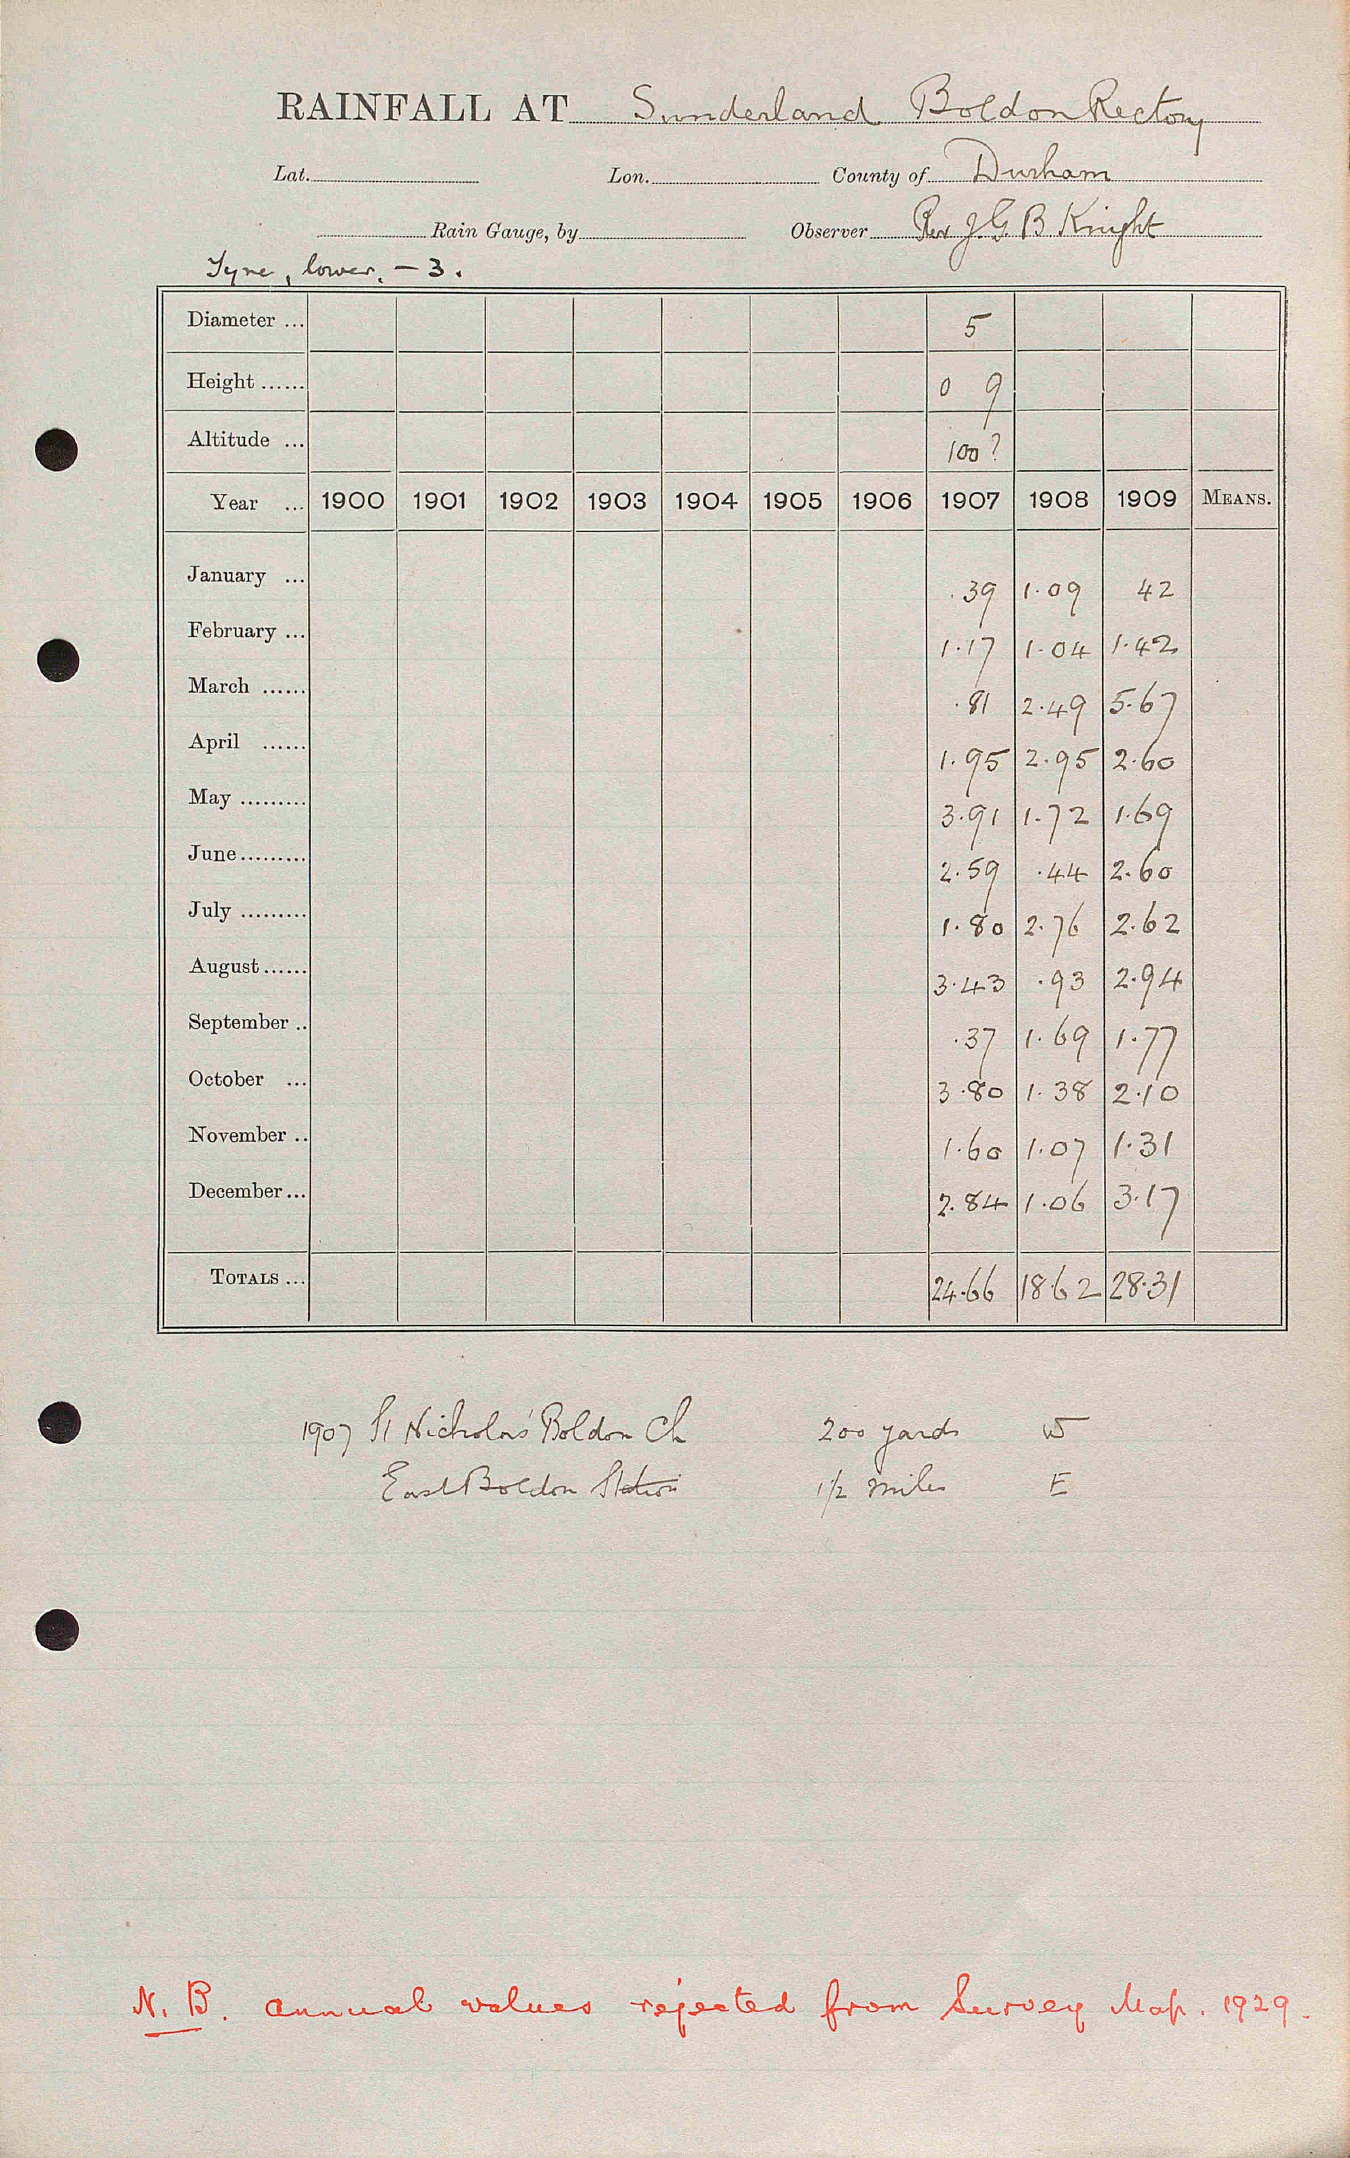 RAINFALL AT Sunderland Boldon Rectory
Lat. Lon. County of Durham
Rain Gauge, by Observer Rev J. G. B Knight
Tyne, lower, - 3.
Diameter ... 5
Height ...... 0 9
Altitude ... 100?
Year ... 1900 1901 1902 1903 1904 1905 1906 1907 1908 1909 MEANS.
January ... .39 1.09 42
February ... 1.17 1.04 1.42
March ...... .81 2.49 5.67
April ...... 1.95 2.95 2.60
May ......... 3.91 1.72 1.69
June ......... 2.59 .44 2.60
July ......... 1.80 2.76 2.62
August ...... 3.43 .93 2.94
September .. .37 1.69 1.77
October ... 3.80 1.38 2.10
November .. 1.60 1.07 1.31
December ... 2.84 1.06 3.17
TOTALS ... 24.66 18.62 28.31
1907 St Nicholas' Boldon Ch 200 yards W
East Boldon Station 1/2 miles E
N. B. annual values rejected from Survey Map. 1929.